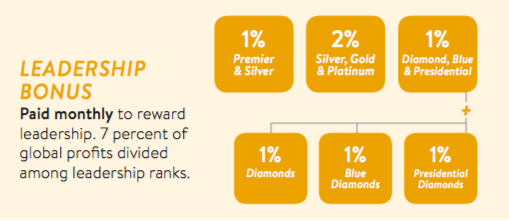 LEADERSHIP
BONUS
Paid monthly to reward
leadership. 7 percent of
global profits divided
among leadership ranks.
1%
Premier
& Silver
2%
Silver, Gold
& Platinum
1%
Diamond, Blue
& Presidential
+
1%
Diamonds
1%
Blue
Diamonds
1%
Presidential
Diamonds